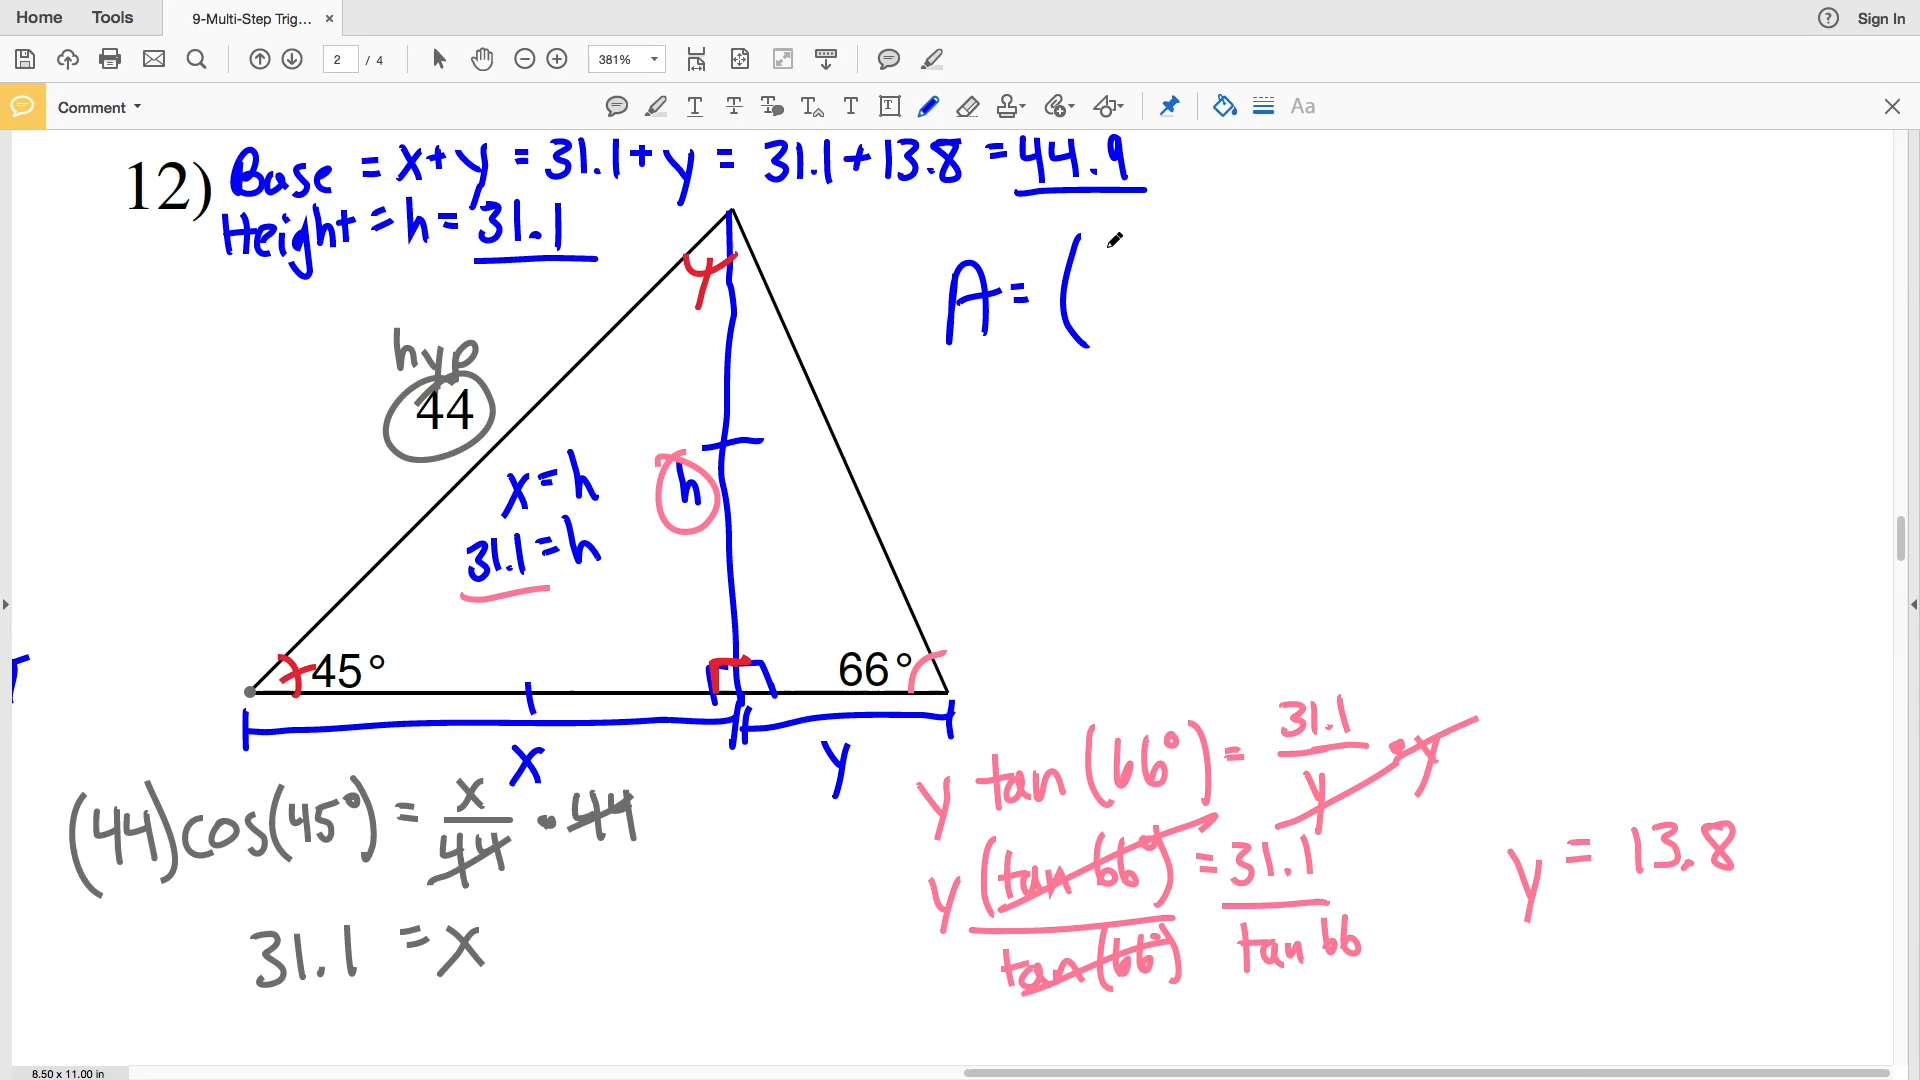 Home Tools 9-Multi-Step Trig... × ? Sign In
2 / 4 381%
Comment Aa
12) Base = x+y = 31.1+y = 31.1+13.8 = 44.9
Height = h = 31.1
A = (
hyp
44
x = h
h
31.1 = h
45° 66°
x y
(44)cos(45°) = x/44 · 44
31.1 = x
y tan(66°) = 31.1/y · y
y (tan 66°)/tan(66°) = 31.1/tan 66
y = 13.8
8.50 x 11.00 in